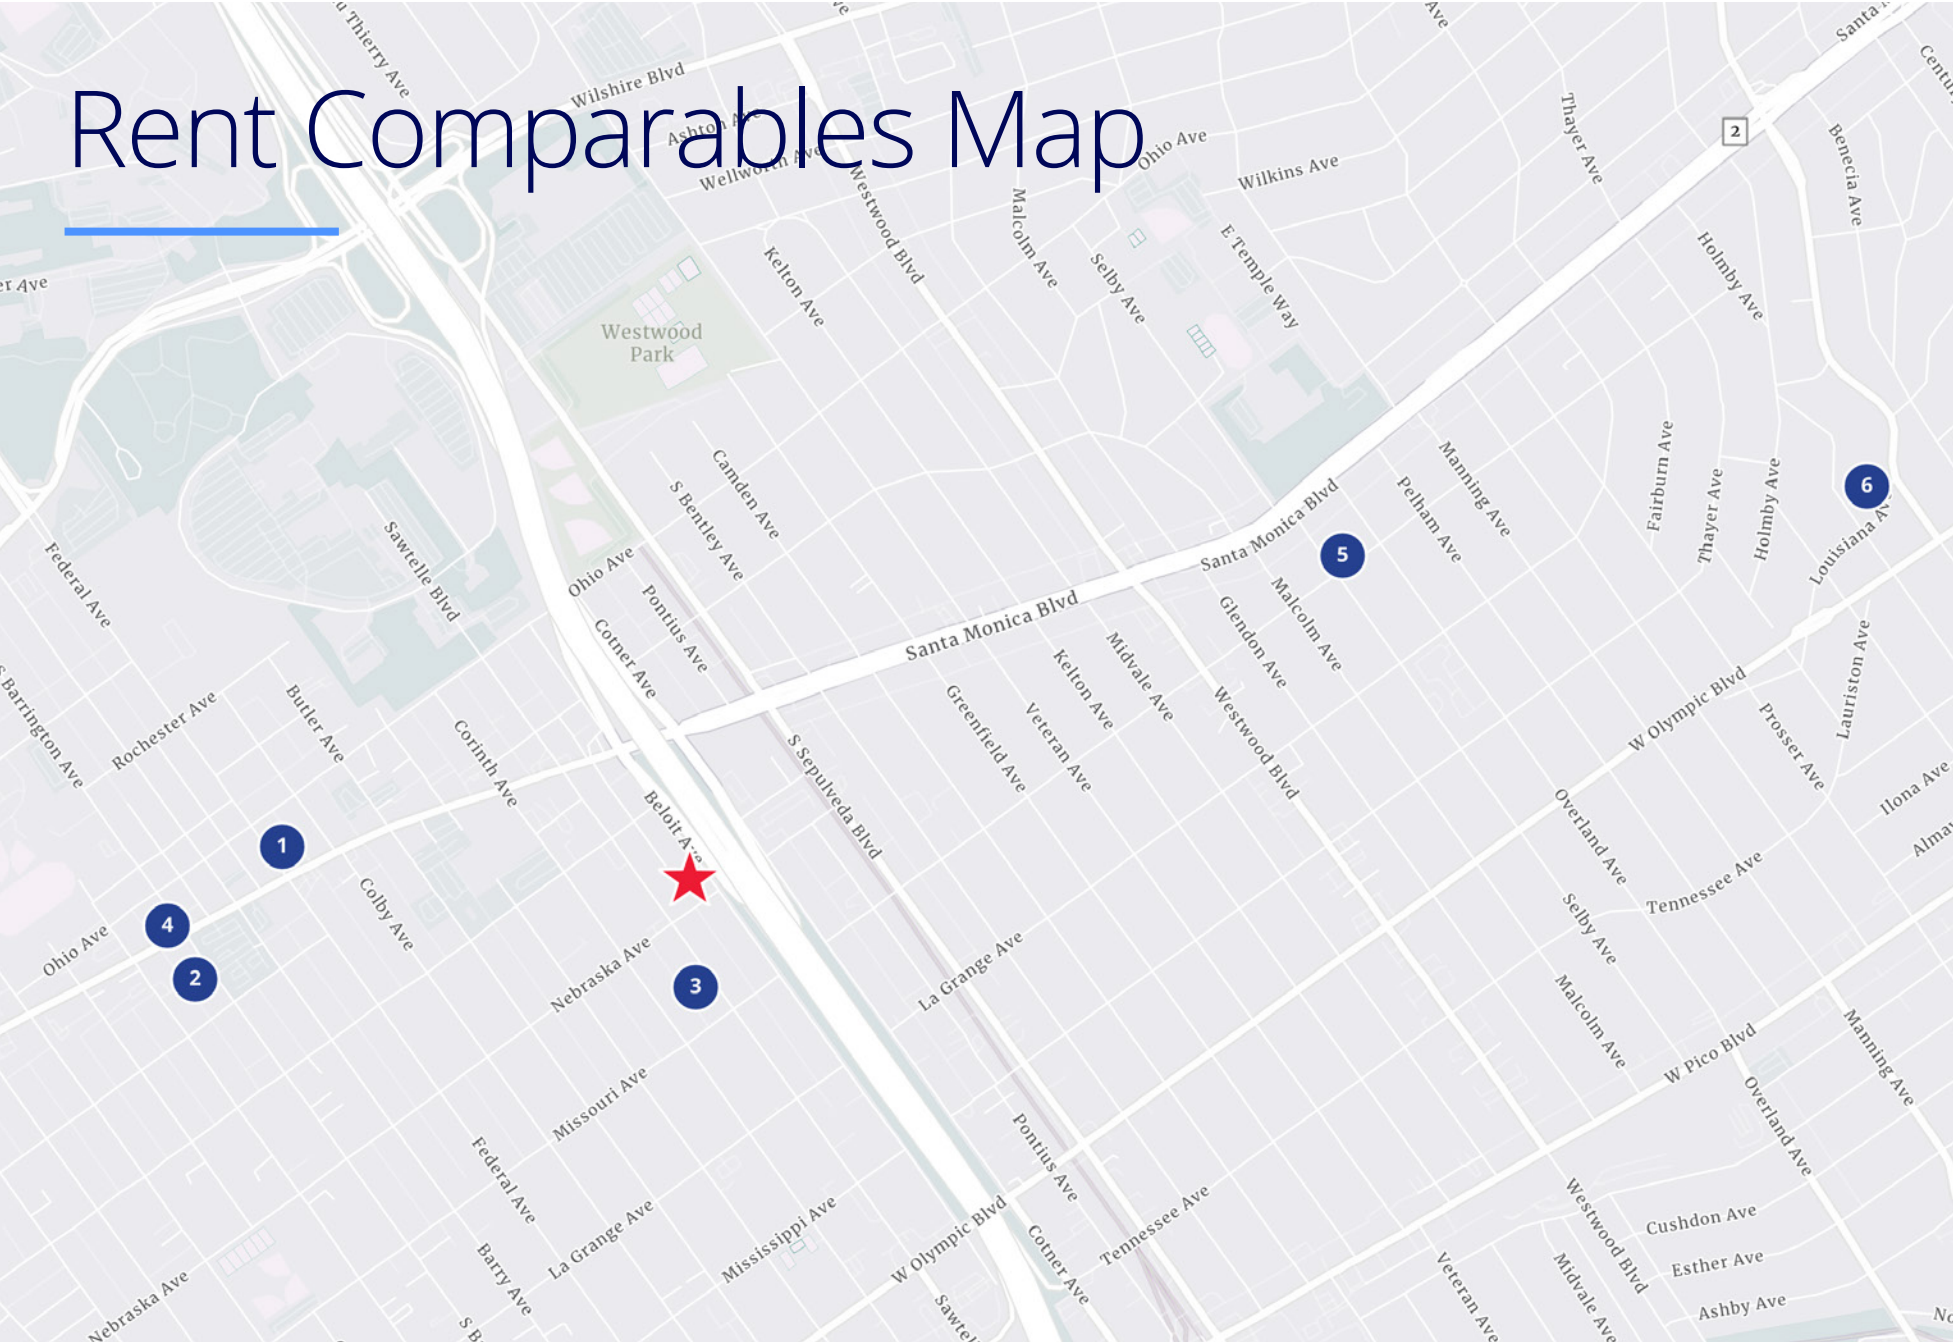 Rent Comparables Map
Thierry Ave
Wilshire Blvd
Ashton Ave
Wellworth Ave
Ohio Ave
Wilkins Ave
Thayer Ave
2
Santa
Benecia Ave
Ave
Westwood Blvd
Malcolm Ave
Selby Ave
E Temple Way
Holmby Ave
Kelton Ave
er Ave
Westwood
Park
Camden Ave
S Bentley Ave
Manning Ave
Pelham Ave
Fairburn Ave
Thayer Ave
Holmby Ave
6
Louisiana Av
Santa Monica Blvd
5
Federal Ave
Sawtelle Blvd
Ohio Ave
Pontius Ave
Cotner Ave
Santa Monica Blvd
Glendon Ave
Malcolm Ave
Midvale Ave
Kelton Ave
Veteran Ave
Greenfield Ave
Westwood Blvd
W Olympic Blvd
Lauriston Ave
Prosser Ave
Ilona Ave
S Barrington Ave
Rochester Ave
Butler Ave
Corinth Ave
S Sepulveda Blvd
Beloit Ave
Overland Ave
Tennessee Ave
1
Colby Ave
4
Ohio Ave
2
Nebraska Ave
3
La Grange Ave
Selby Ave
Malcolm Ave
W Pico Blvd
Manning Ave
Overland Ave
Missouri Ave
Federal Ave
Pontius Ave
La Grange Ave
Mississippi Ave
W Olympic Blvd
Tennessee Ave
Cotner Ave
Westwood Blvd
Cushdon Ave
Esther Ave
Ashby Ave
Midvale Ave
Veteran Ave
Barry Ave
Nebraska Ave